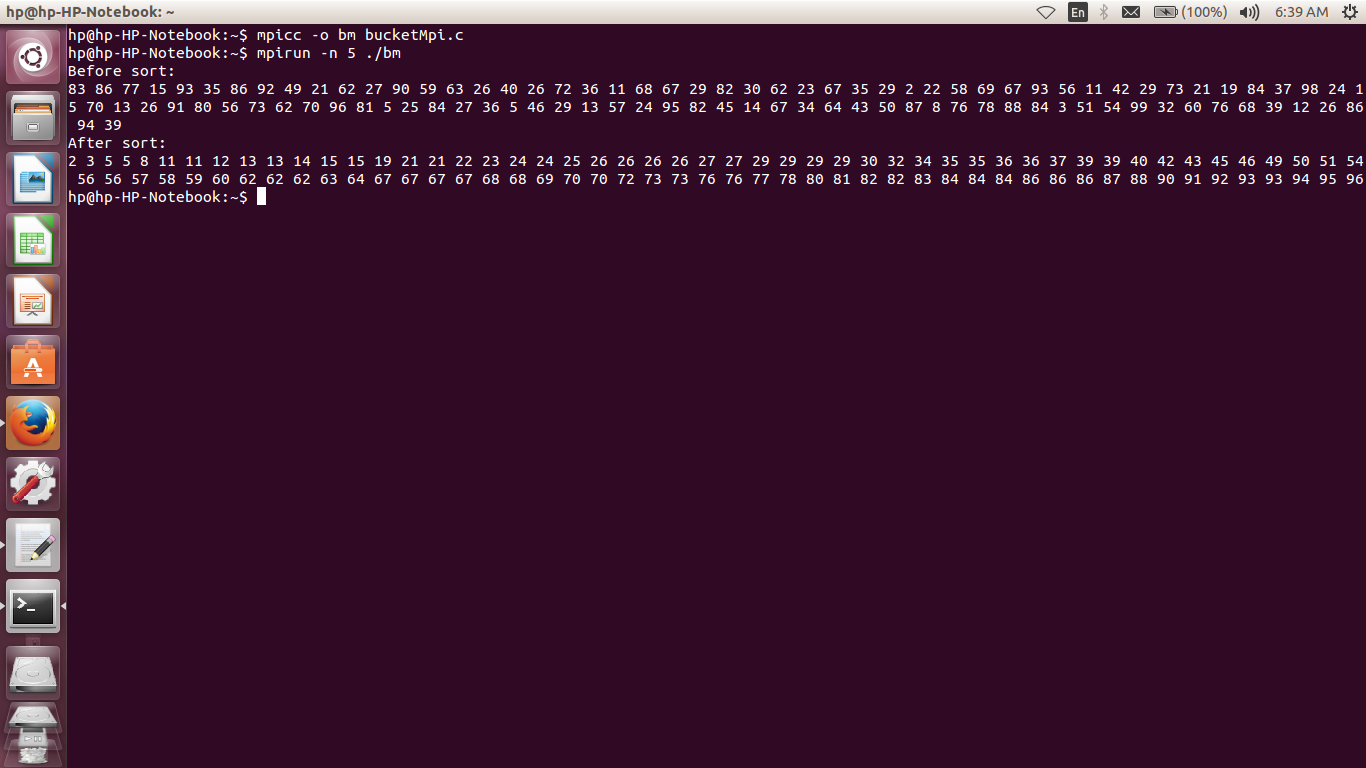 hp@hp-HP-Notebook: ~
En
(100%)
6:39 AM
hp@hp-HP-Notebook:~$ mpicc -o bm bucketMpi.c
hp@hp-HP-Notebook:~$ mpirun -n 5 ./bm
Before sort:
83 86 77 15 93 35 86 92 49 21 62 27 90 59 63 26 40 26 72 36 11 68 67 29 82 30 62 23 67 35 29 2 22 58 69 67 93 56 11 42 29 73 21 19 84 37 98 24 1
5 70 13 26 91 80 56 73 62 70 96 81 5 25 84 27 36 5 46 29 13 57 24 95 82 45 14 67 34 64 43 50 87 8 76 78 88 84 3 51 54 99 32 60 76 68 39 12 26 86
94 39
After sort:
2 3 5 5 8 11 11 12 13 13 14 15 15 19 21 21 22 23 24 24 25 26 26 26 26 27 27 29 29 29 29 30 32 34 35 35 36 36 37 39 39 40 42 43 45 46 49 50 51 54
56 56 57 58 59 60 62 62 62 63 64 67 67 67 67 68 68 69 70 70 72 73 73 76 76 77 78 80 81 82 82 83 84 84 84 86 86 86 87 88 90 91 92 93 93 94 95 96
hp@hp-HP-Notebook:~$